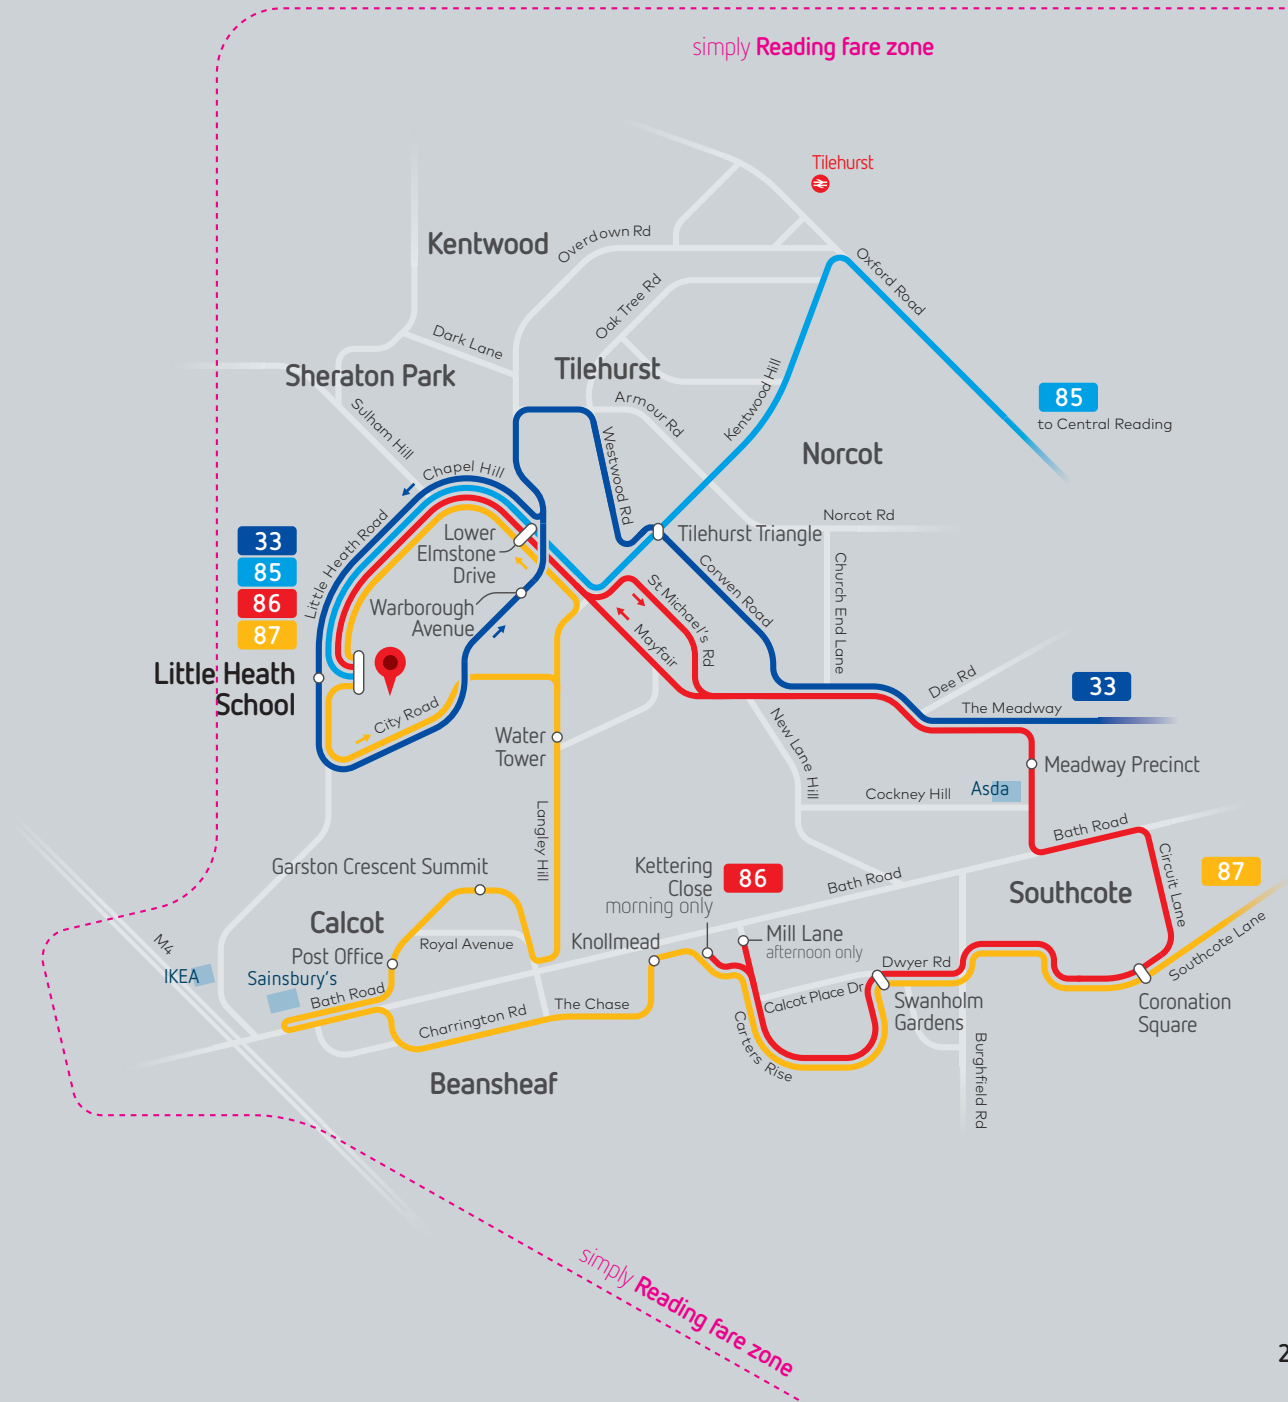 simply Reading fare zone
Tilehurst
Kentwood
Overdown Rd
Oxford Road
Oak Tree Rd
Dark Lane
Sheraton Park
Tilehurst
Kentwood Hill
85
to Central Reading
Sulham Hill
Armour Rd
Westwood Rd
Norcot
Chapel Hill
Little Heath Road
Norcot Rd
Lower
Elmstone
Drive
Tilehurst Triangle
33
85
86
87
Corwen Road
Church End Lane
Warborough
Avenue
St Michael's Rd
Mayfair
Little Heath
School
City Road
Dee Rd
33
The Meadway
New Lane Hill
Water
Tower
Meadway Precinct
Cockney Hill
Asda
Langley Hill
Bath Road
Circuit Lane
Garston Crescent Summit
Kettering
Close
morning only
86
Bath Road
Southcote
87
Calcot
Royal Avenue
Post Office
Knollmead
Mill Lane
afternoon only
Southcote Lane
M4
IKEA
Sainsbury's
Bath Road
Dwyer Rd
Calcot Place Dr
Swanholm
Gardens
Coronation
Square
Charrington Rd
The Chase
Carters Rise
Burghfield Rd
Beansheaf
simply Reading fare zone
2